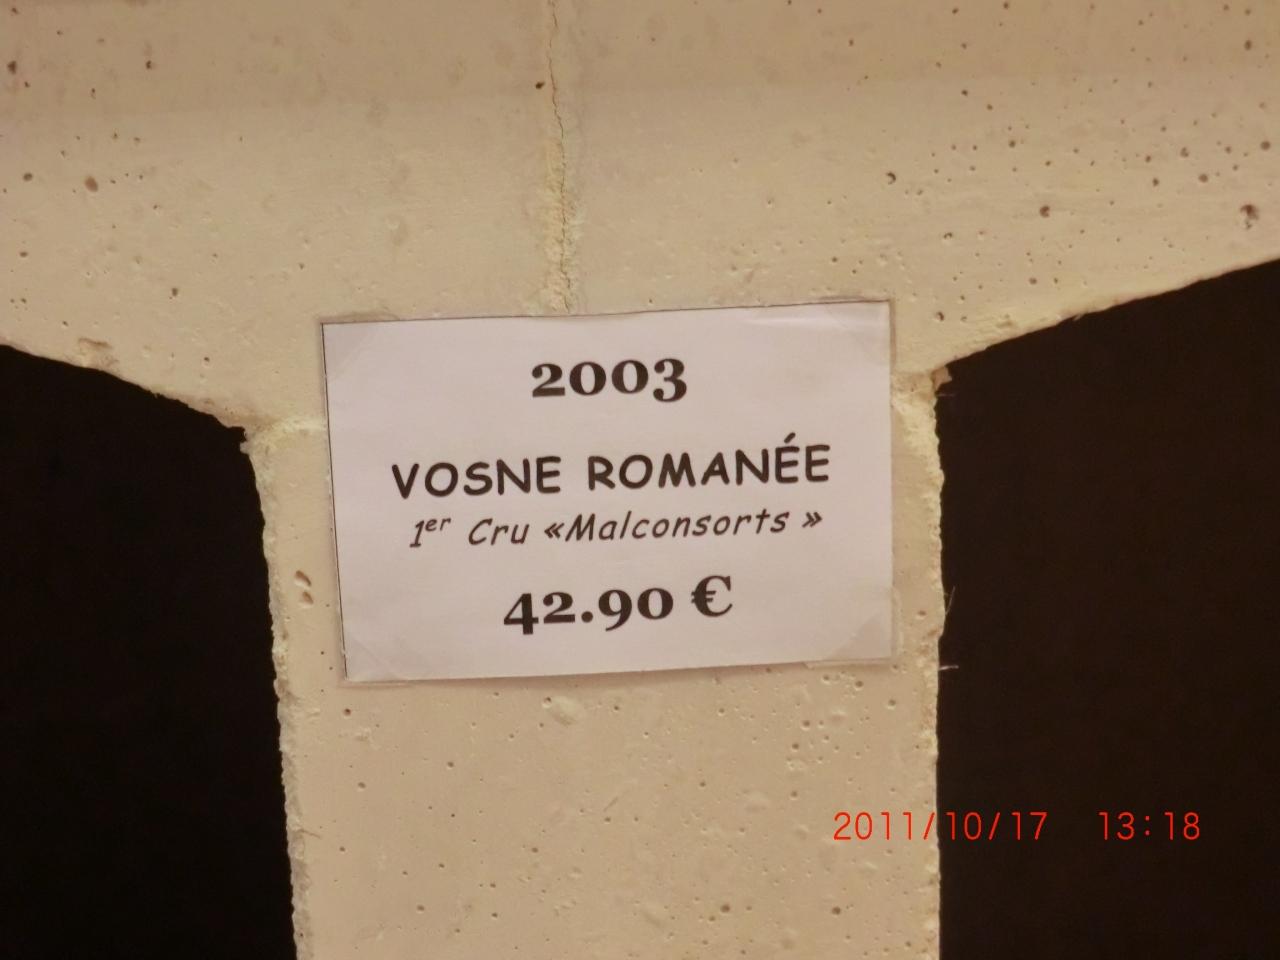 2003
VOSNE ROMANÉE
1er Cru «Malconsorts »
42.90 €
2011/10/17 13:18